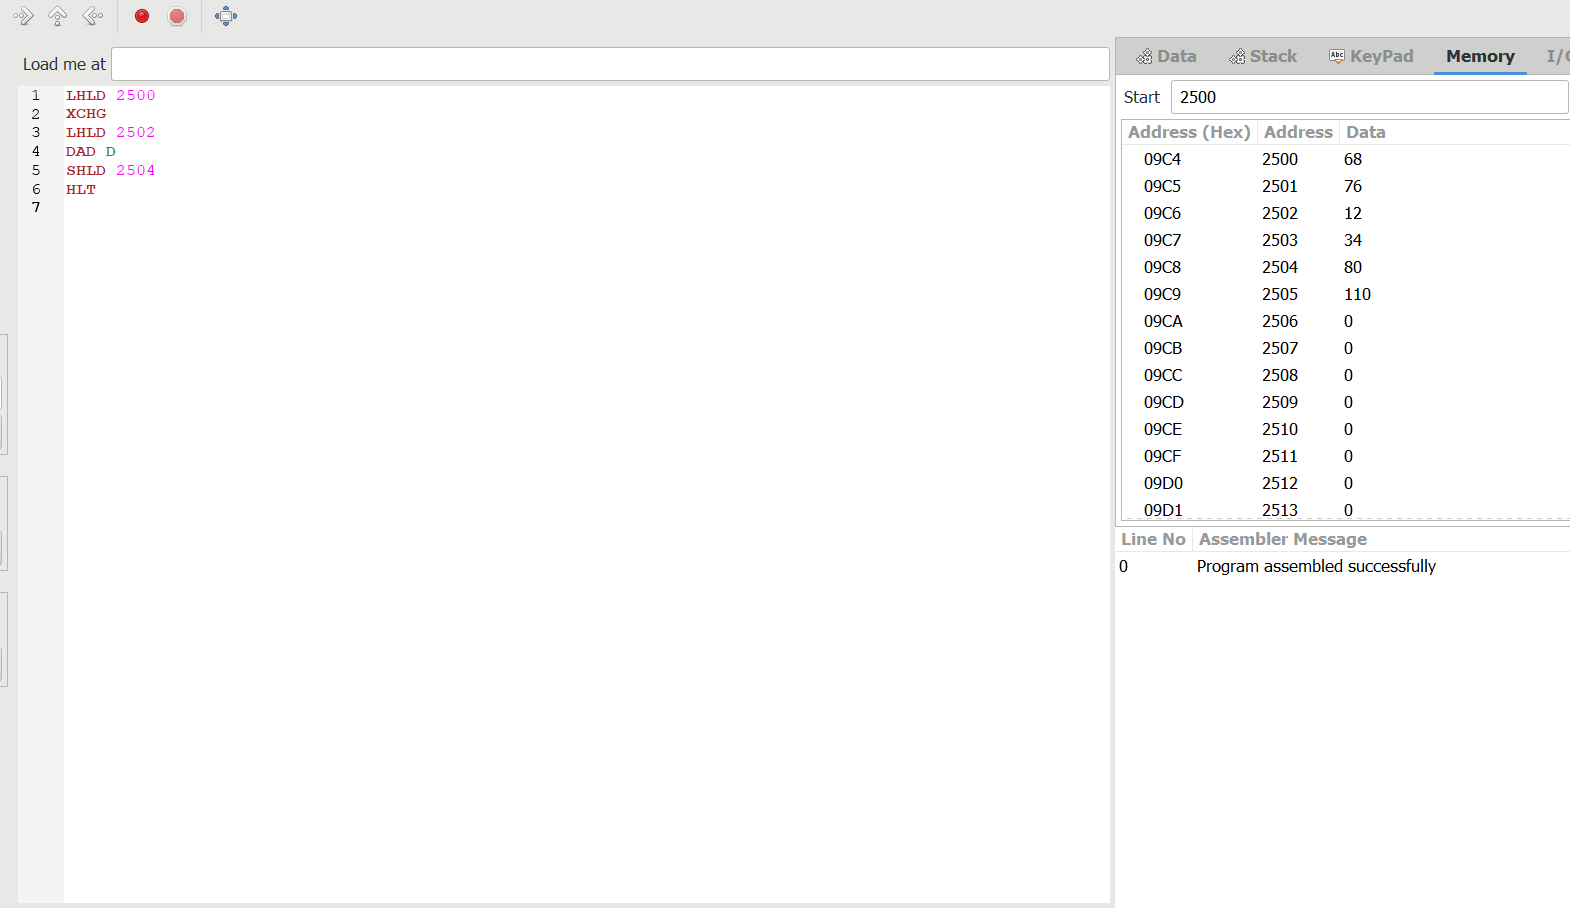 Load me at
1 LHLD 2500
2 XCHG
3 LHLD 2502
4 DAD D
5 SHLD 2504
6 HLT
7
Data Stack Abc KeyPad Memory
Start 2500
Address (Hex) Address Data
09C4 2500 68
09C5 2501 76
09C6 2502 12
09C7 2503 34
09C8 2504 80
09C9 2505 110
09CA 2506 0
09CB 2507 0
09CC 2508 0
09CD 2509 0
09CE 2510 0
09CF 2511 0
09D0 2512 0
09D1 2513 0
Line No Assembler Message
0 Program assembled successfully